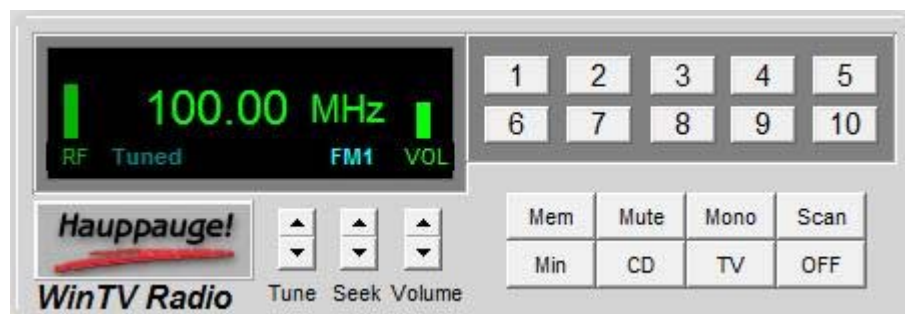 100.00 MHz
RF Tuned FM1 VOL
1 2 3 4 5
6 7 8 9 10
Hauppauge!
WinTV Radio
Tune Seek Volume
Mem Mute Mono Scan
Min CD TV OFF